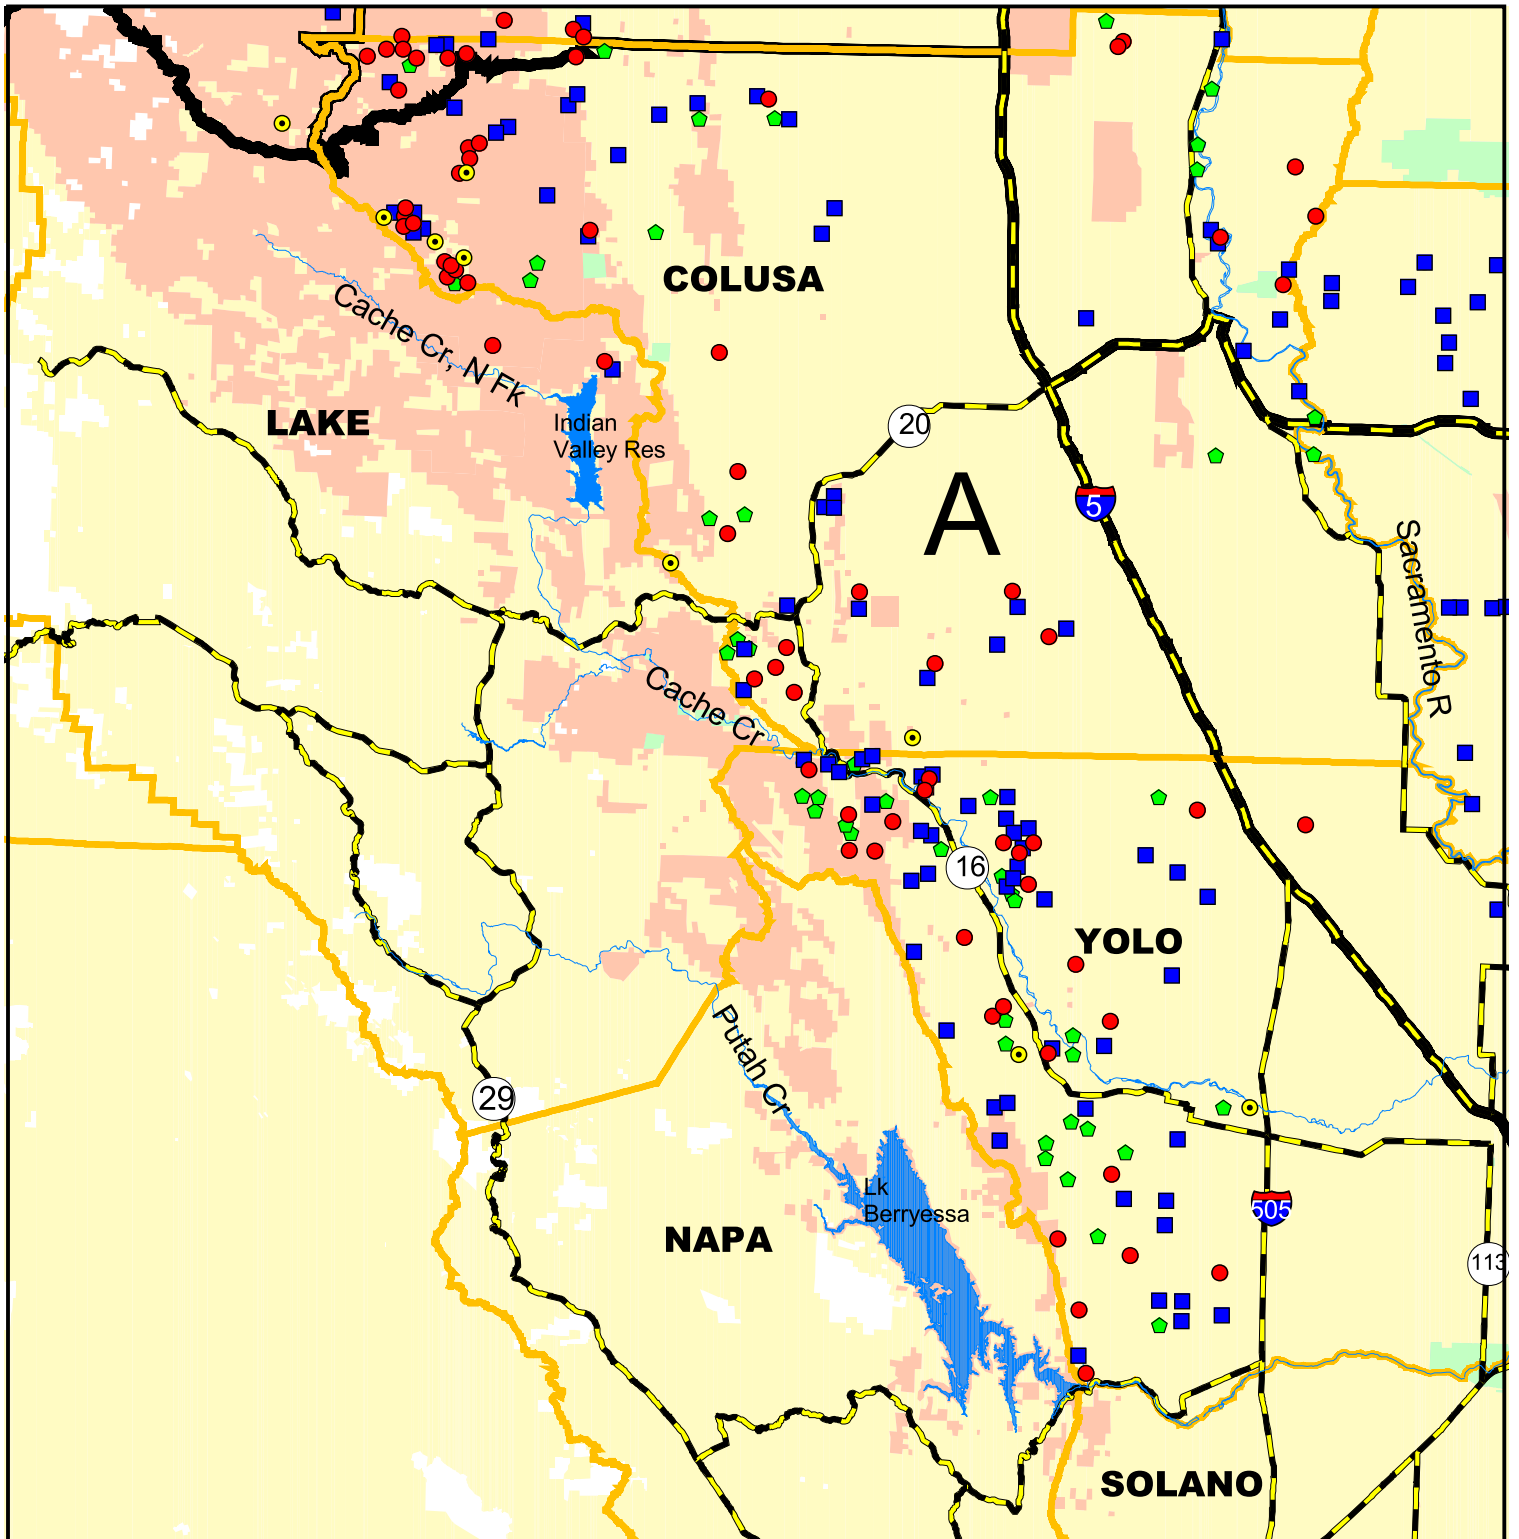 COLUSA
Cache Cr, N Fk
LAKE
Indian
Valley Res
20
A
5
Sacramento R
Cache Cr
16
YOLO
Putah Cr
29
Lk
Berryessa
NAPA
505
113
SOLANO